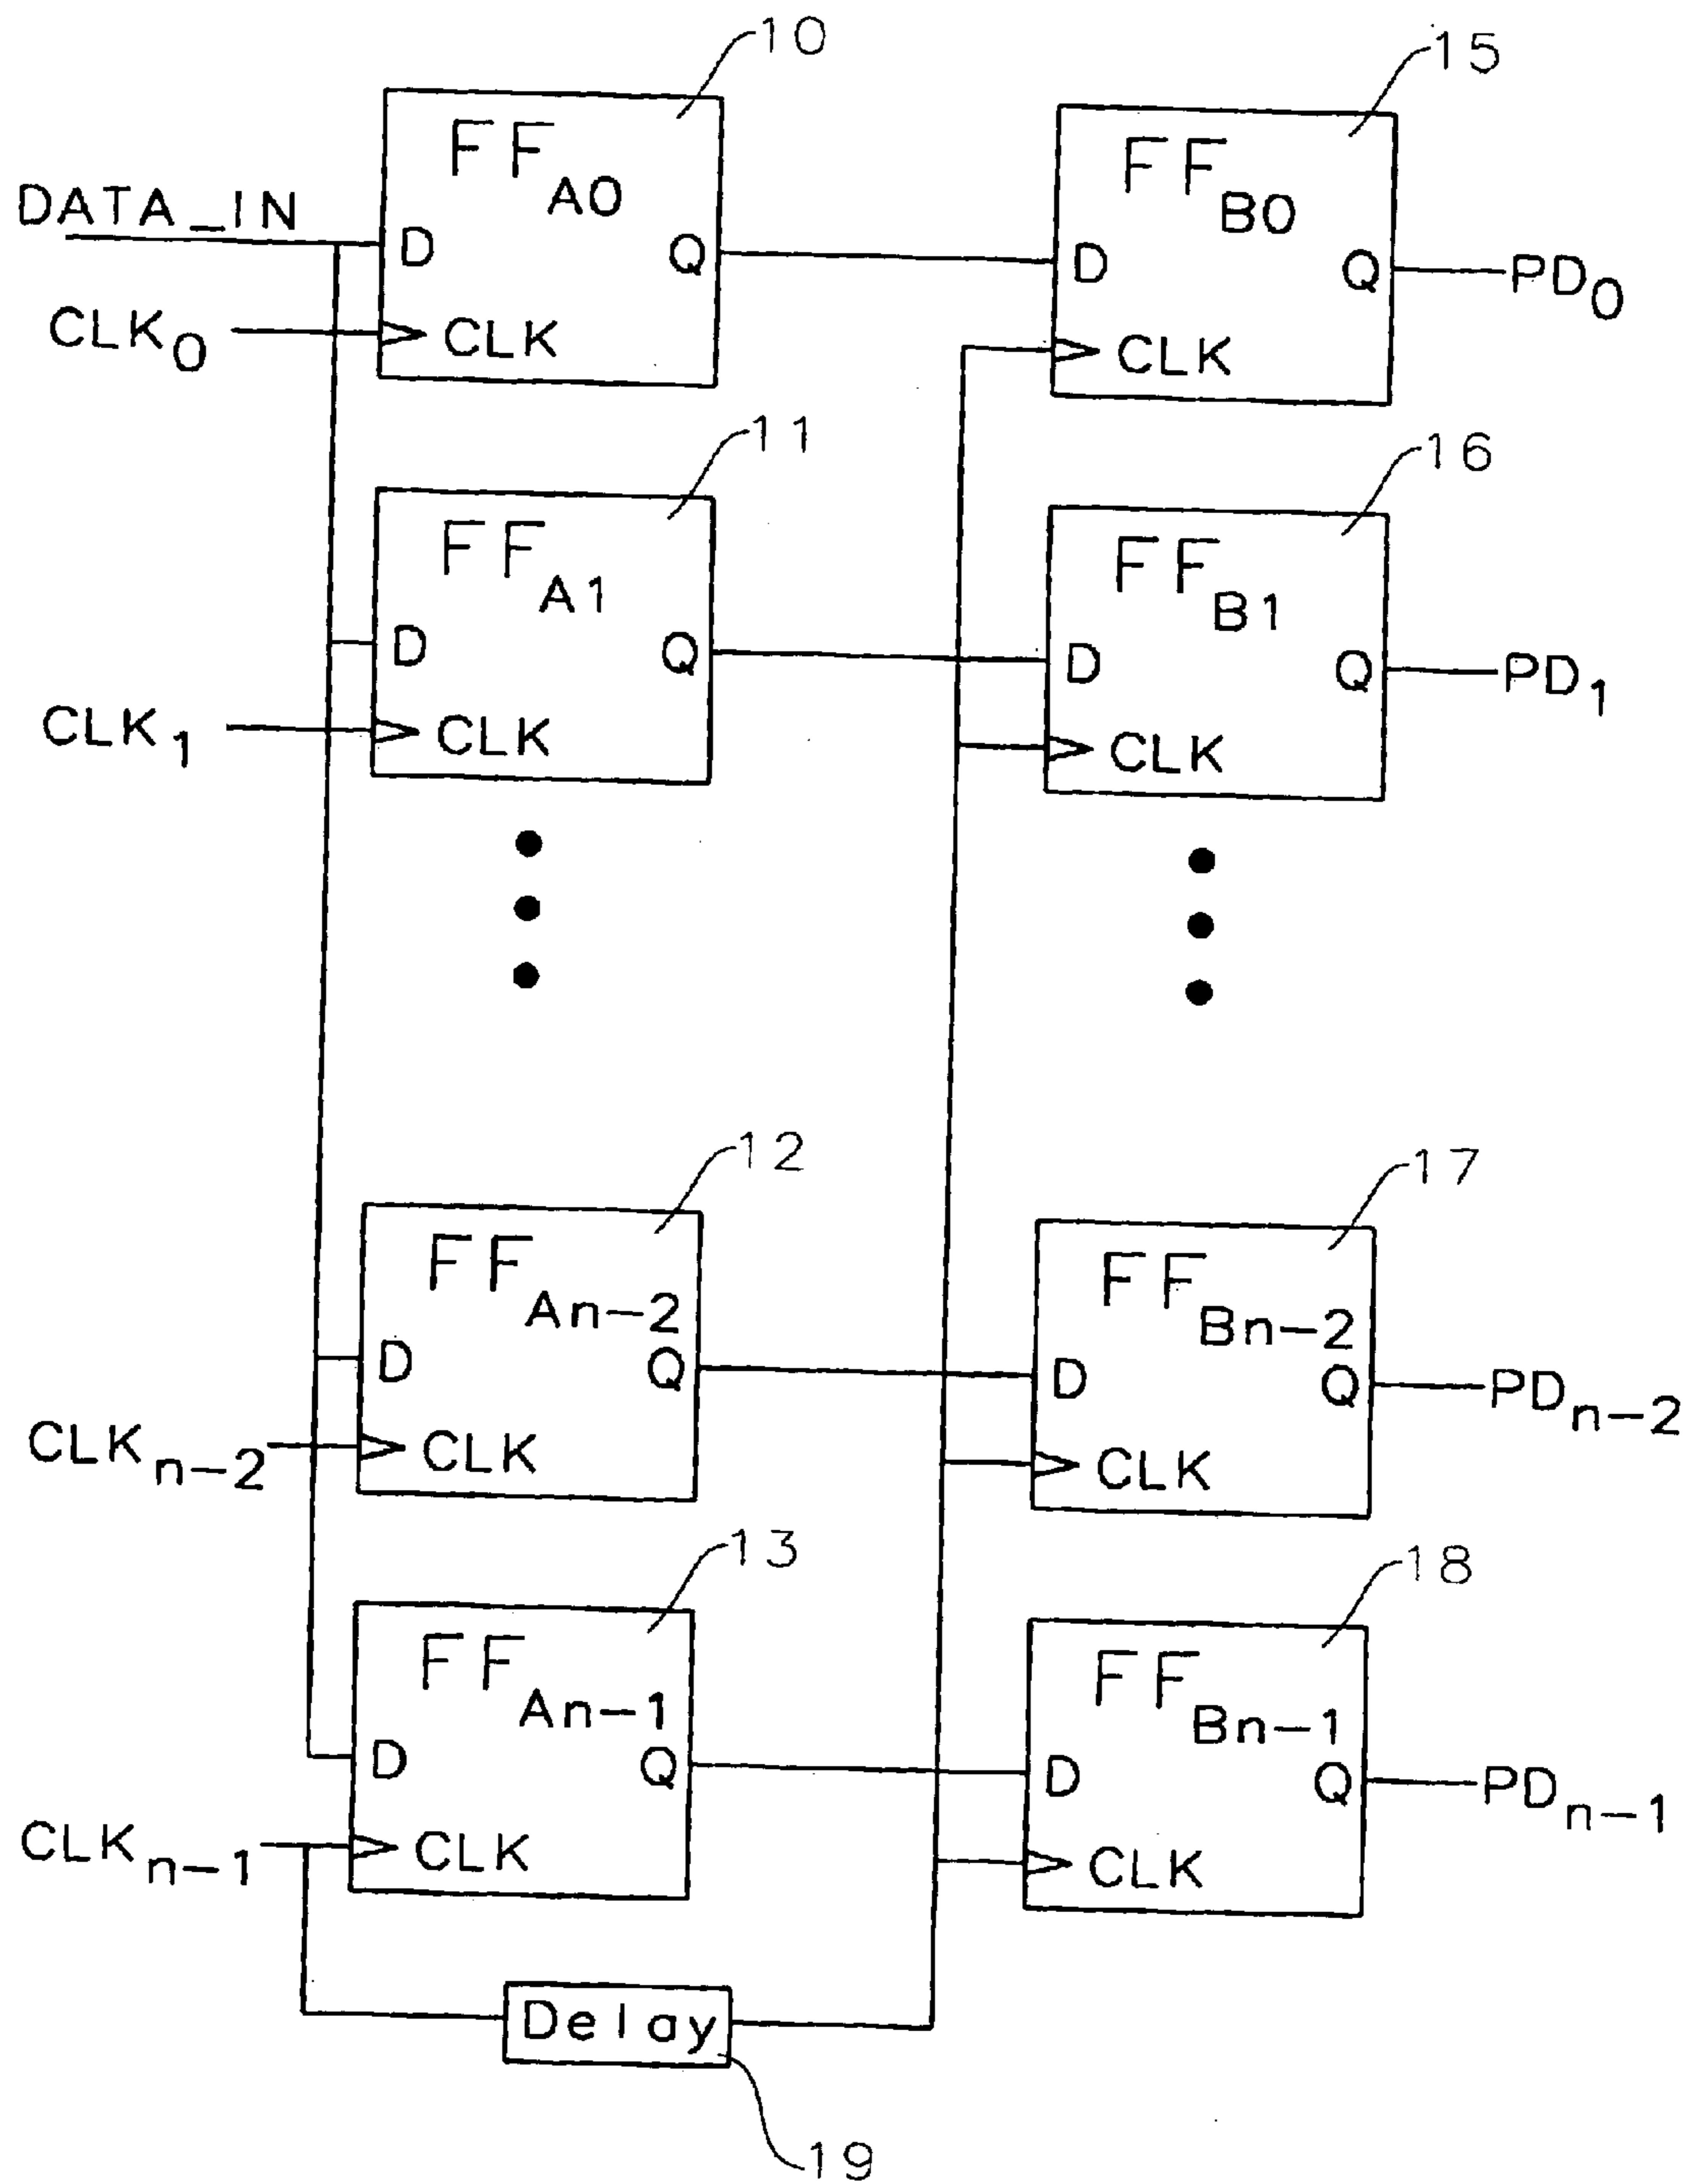 10
15
FF A0
FF B0
DATA_IN
D
Q
D
Q
PD0
CLK0
CLK
CLK
11
16
FF A1
FF B1
D
Q
D
Q
PD1
CLK1
CLK
CLK
12
17
FF An-2
FF Bn-2
D
Q
D
Q
PDn-2
CLKn-2
CLK
CLK
13
18
FF An-1
FF Bn-1
D
Q
D
Q
PDn-1
CLKn-1
CLK
CLK
Delay
19